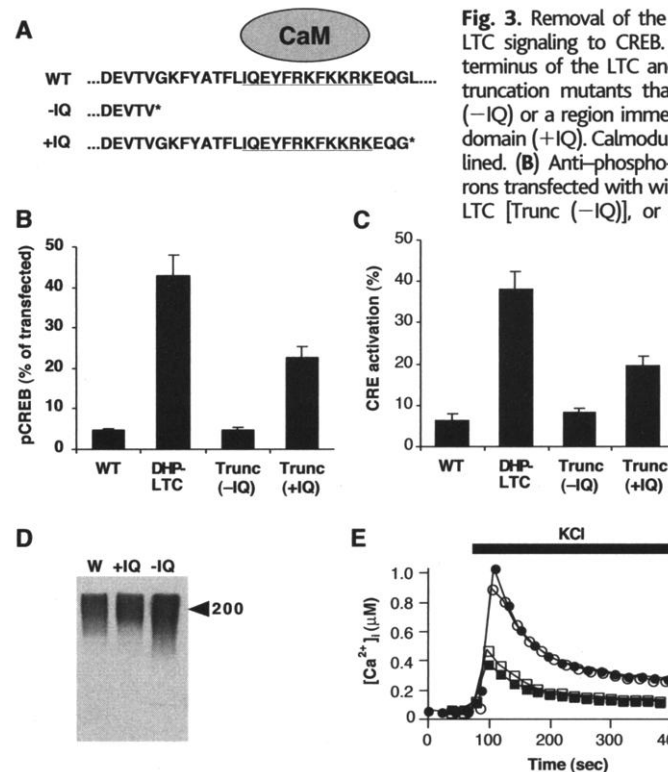 A
CaM
WT ...DEVTVGKFYATFLIQEYFRKFKKRKEQGL....
-IQ ...DEVTV*
+IQ ...DEVTVGKFYATFLIQEYFRKFKKRKEQG*
Fig. 3. Removal of the
LTC signaling to CREB.
terminus of the LTC an
truncation mutants tha
(−IQ) or a region imme
domain (+IQ). Calmodu
lined. (B) Anti–phospho-
rons transfected with wi
LTC [Trunc (−IQ)], or
B
pCREB (% of transfected)
50
40
30
20
10
0
WT DHP-LTC Trunc (−IQ) Trunc (+IQ)
C
CRE activation (%)
50
40
30
20
10
0
WT DHP-LTC Trunc (−IQ) Trunc (+IQ)
D
W +IQ -IQ
200
E
KCl
[Ca2+]i (μM)
1.0
0.8
0.6
0.4
0.2
0
0 100 200 300 40
Time (sec)